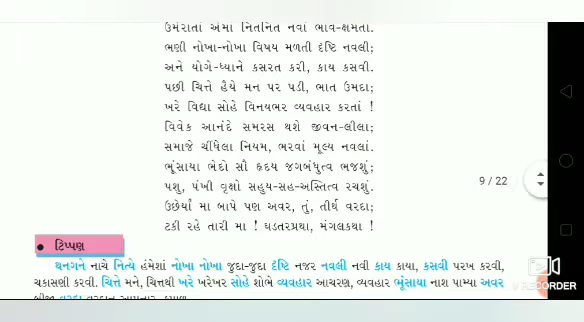 ઉમેરાતાં એમાં નિતનિત નવાં ભાવ-ક્ષમતા.
ભણી નોખા-નોખા વિષય મળતી દૃષ્ટિ નવલી;
અને યોગે-ધ્યાને કસરત કરી, કાય કસવી.
પછી ચિત્તે હૈયે મન પર પડી, ભાત ઉમદા;
ખરે વિદ્યા સોહે વિનયભર વ્યવહાર કરતાં !
વિવેક આનંદે સમરસ થશે જીવન-લીલા;
સમાજે ચીંધેલા નિયમ, ભરવાં મૂલ્ય નવલાં.
ભૂંસાયા ભેદો સૌ હૃદય જગબંધુત્વ ભજશું;
પશુ, પંખી વૃક્ષો સહુય-સહ-અસ્તિત્વ રચશું.
ઉછેર્યાં મા બાપે પણ અવર, તું, તીર્થ વરદા;
ટકી રહે તારી મા ! ઘડતરપ્રથા, મંગલકથા !
9 / 22
• ટિપ્પણ
થનગને નાચે નિત્યે હંમેશાં નોખા નોખા જુદા-જુદા દૃષ્ટિ નજર નવલી નવી કાય કાયા, કસવી પરખ કરવી,
ચકાસણી કરવી. ચિત્તે મને, ચિત્તથી ખરે ખરેખર સોહે શોભે વ્યવહાર આચરણ, વ્યવહાર ભૂંસાયા નાશ પામ્યા અવર
વરદા
RECORDER